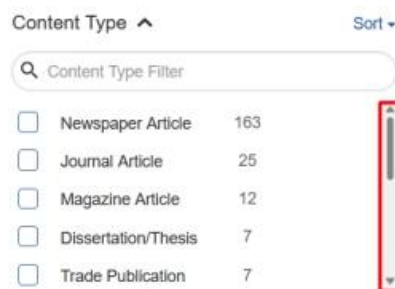 Content Type
Sort
Content Type Filter
Newspaper Article 163
Journal Article 25
Magazine Article 12
Dissertation/Thesis 7
Trade Publication 7